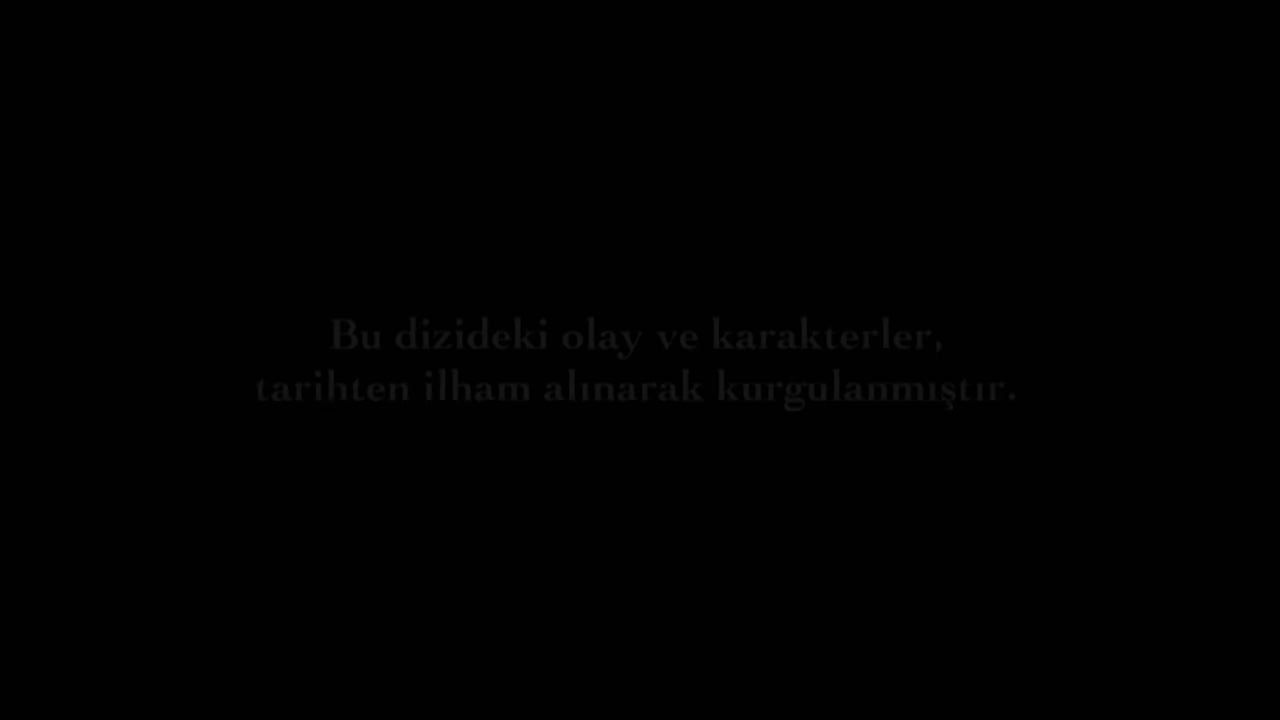 Bu dizideki olay ve karakterler,
tarihten ilham alınarak kurgulanmıştır.